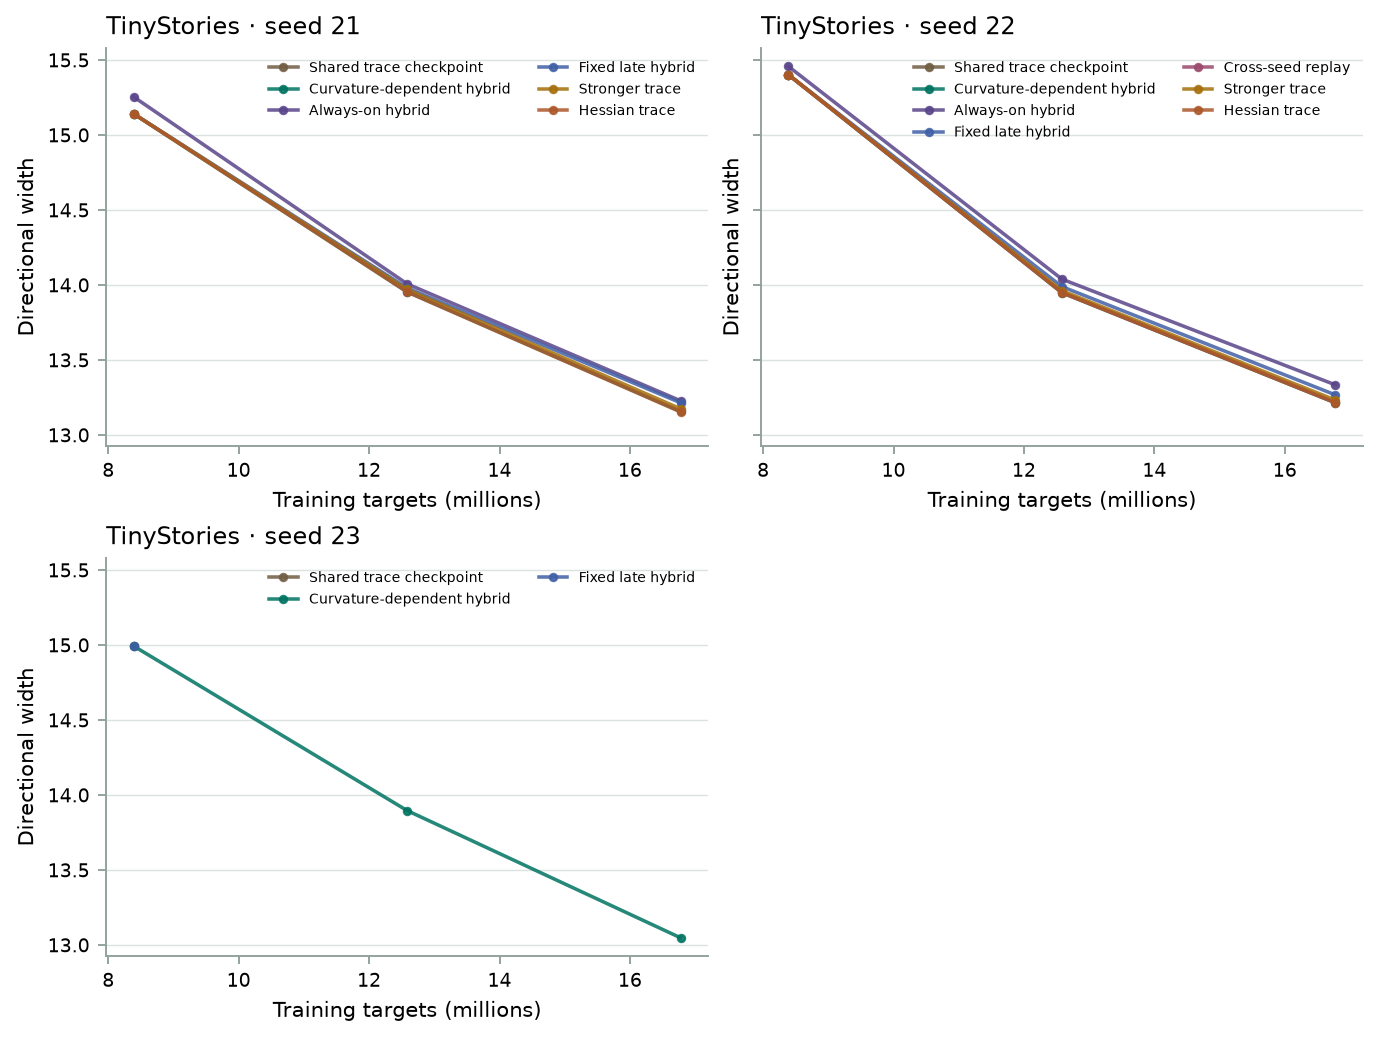 TinyStories · seed 21
Shared trace checkpoint
Curvature-dependent hybrid
Always-on hybrid
Fixed late hybrid
Stronger trace
Hessian trace
15.5
15.0
14.5
14.0
13.5
13.0
Directional width
8
10
12
14
16
Training targets (millions)
TinyStories · seed 22
Shared trace checkpoint
Curvature-dependent hybrid
Always-on hybrid
Fixed late hybrid
Cross-seed replay
Stronger trace
Hessian trace
Directional width
8
10
12
14
16
Training targets (millions)
TinyStories · seed 23
Shared trace checkpoint
Curvature-dependent hybrid
Fixed late hybrid
15.5
15.0
14.5
14.0
13.5
13.0
Directional width
8
10
12
14
16
Training targets (millions)